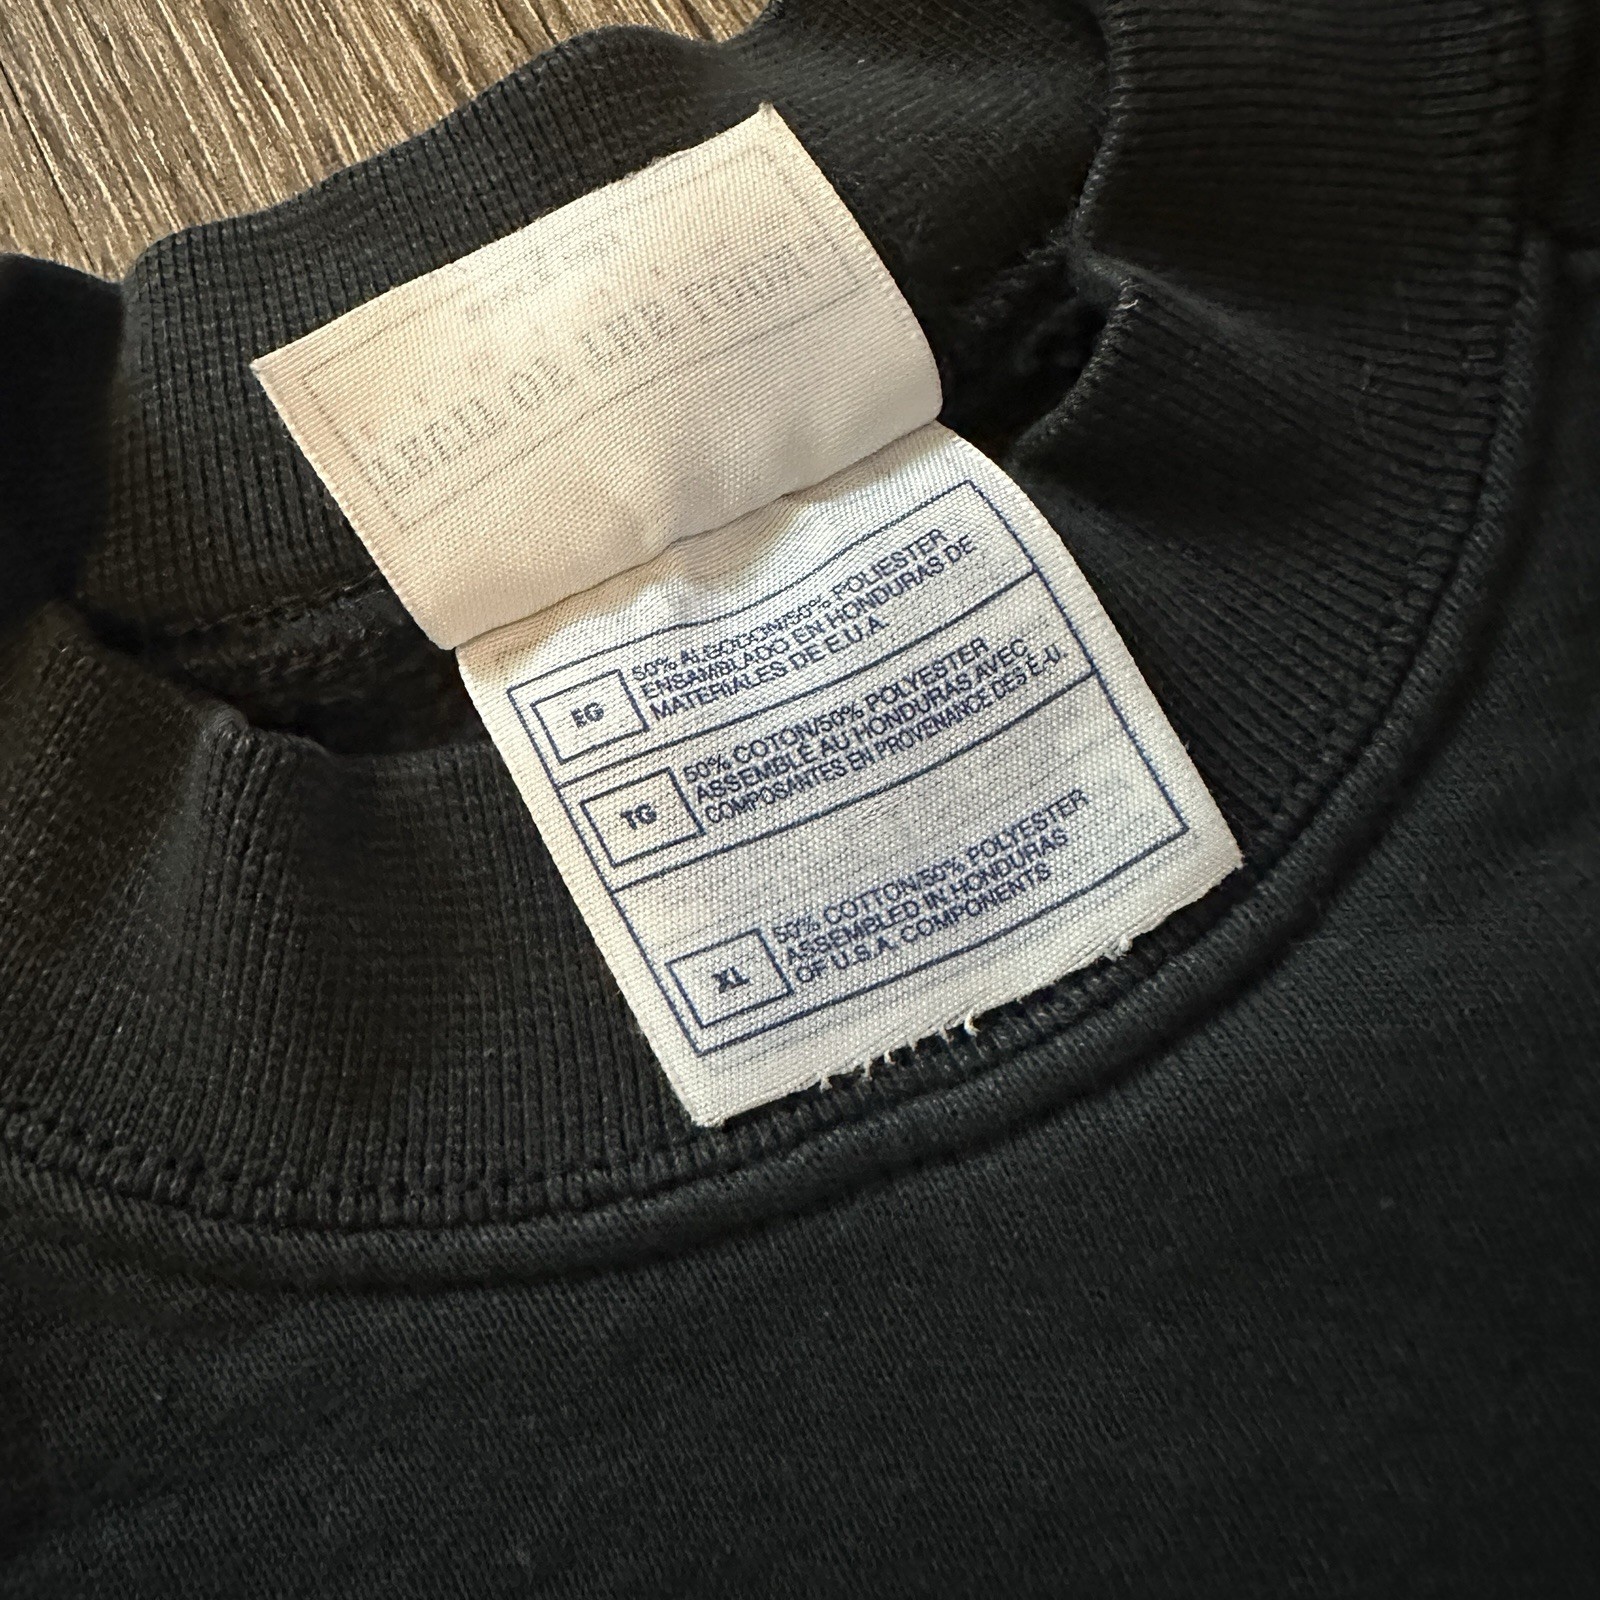 EG
50% ALGODON/50% POLIESTER
ENSAMBLADO EN HONDURAS DE
MATERIALES DE E.U.A
TG
50% COTON/50% POLYESTER
ASSEMBLÉ AU HONDURAS AVEC
COMPOSANTES EN PROVENANCE DES É.-U.
XL
50% COTTON/50% POLYESTER
ASSEMBLED IN HONDURAS
OF U.S.A. COMPONENTS